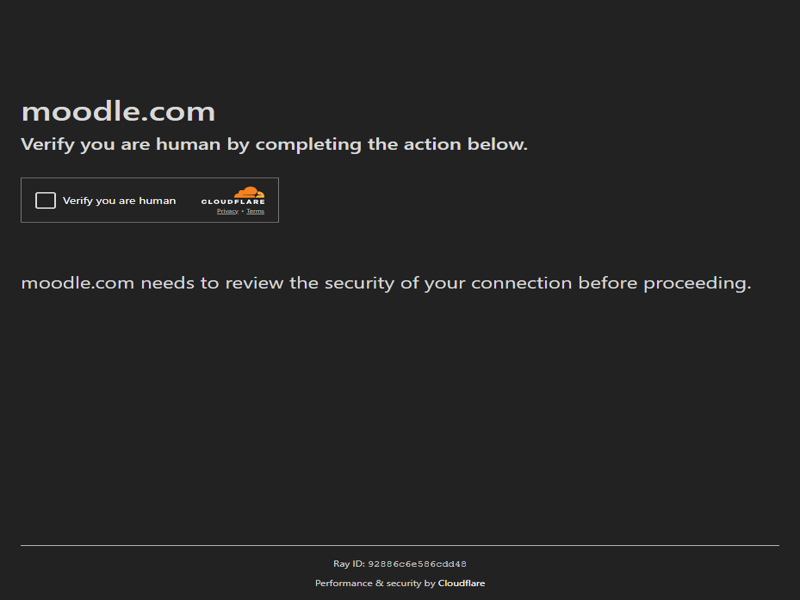 moodle.com
Verify you are human by completing the action below.
Verify you are human
CLOUDFLARE
Privacy • Terms
moodle.com needs to review the security of your connection before proceeding.
Ray ID: 92886c6e586cdd48
Performance & security by Cloudflare